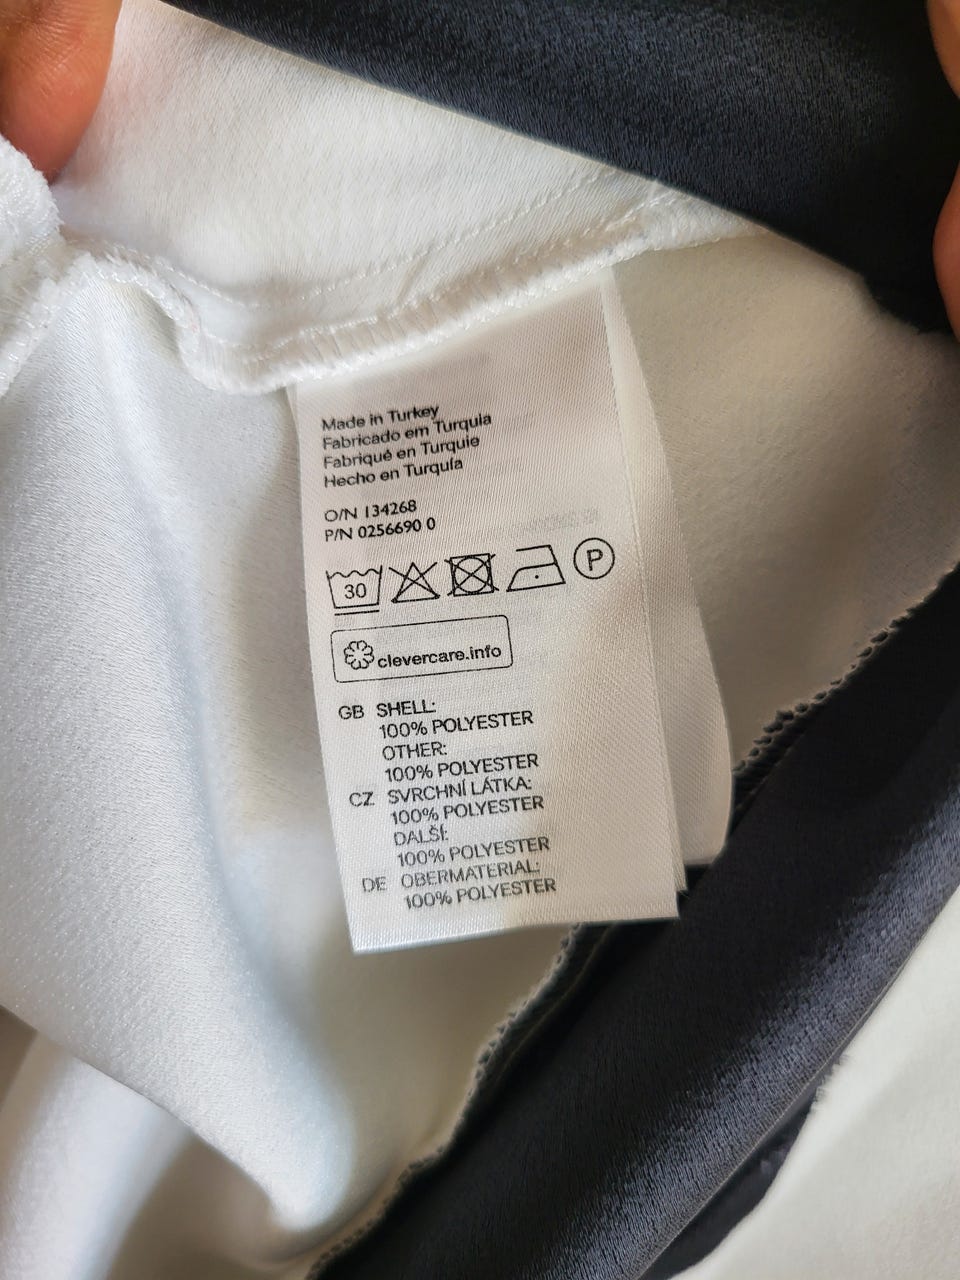 Made in Turkey
Fabricado em Turquia
Fabriqué en Turquie
Hecho en Turquía
O/N 134268
P/N 0256690 0
30 P
clevercare.info
GB SHELL:
100% POLYESTER
OTHER:
100% POLYESTER
CZ SVRCHNÍ LÁTKA:
100% POLYESTER
DALŠÍ:
100% POLYESTER
DE OBERMATERIAL:
100% POLYESTER